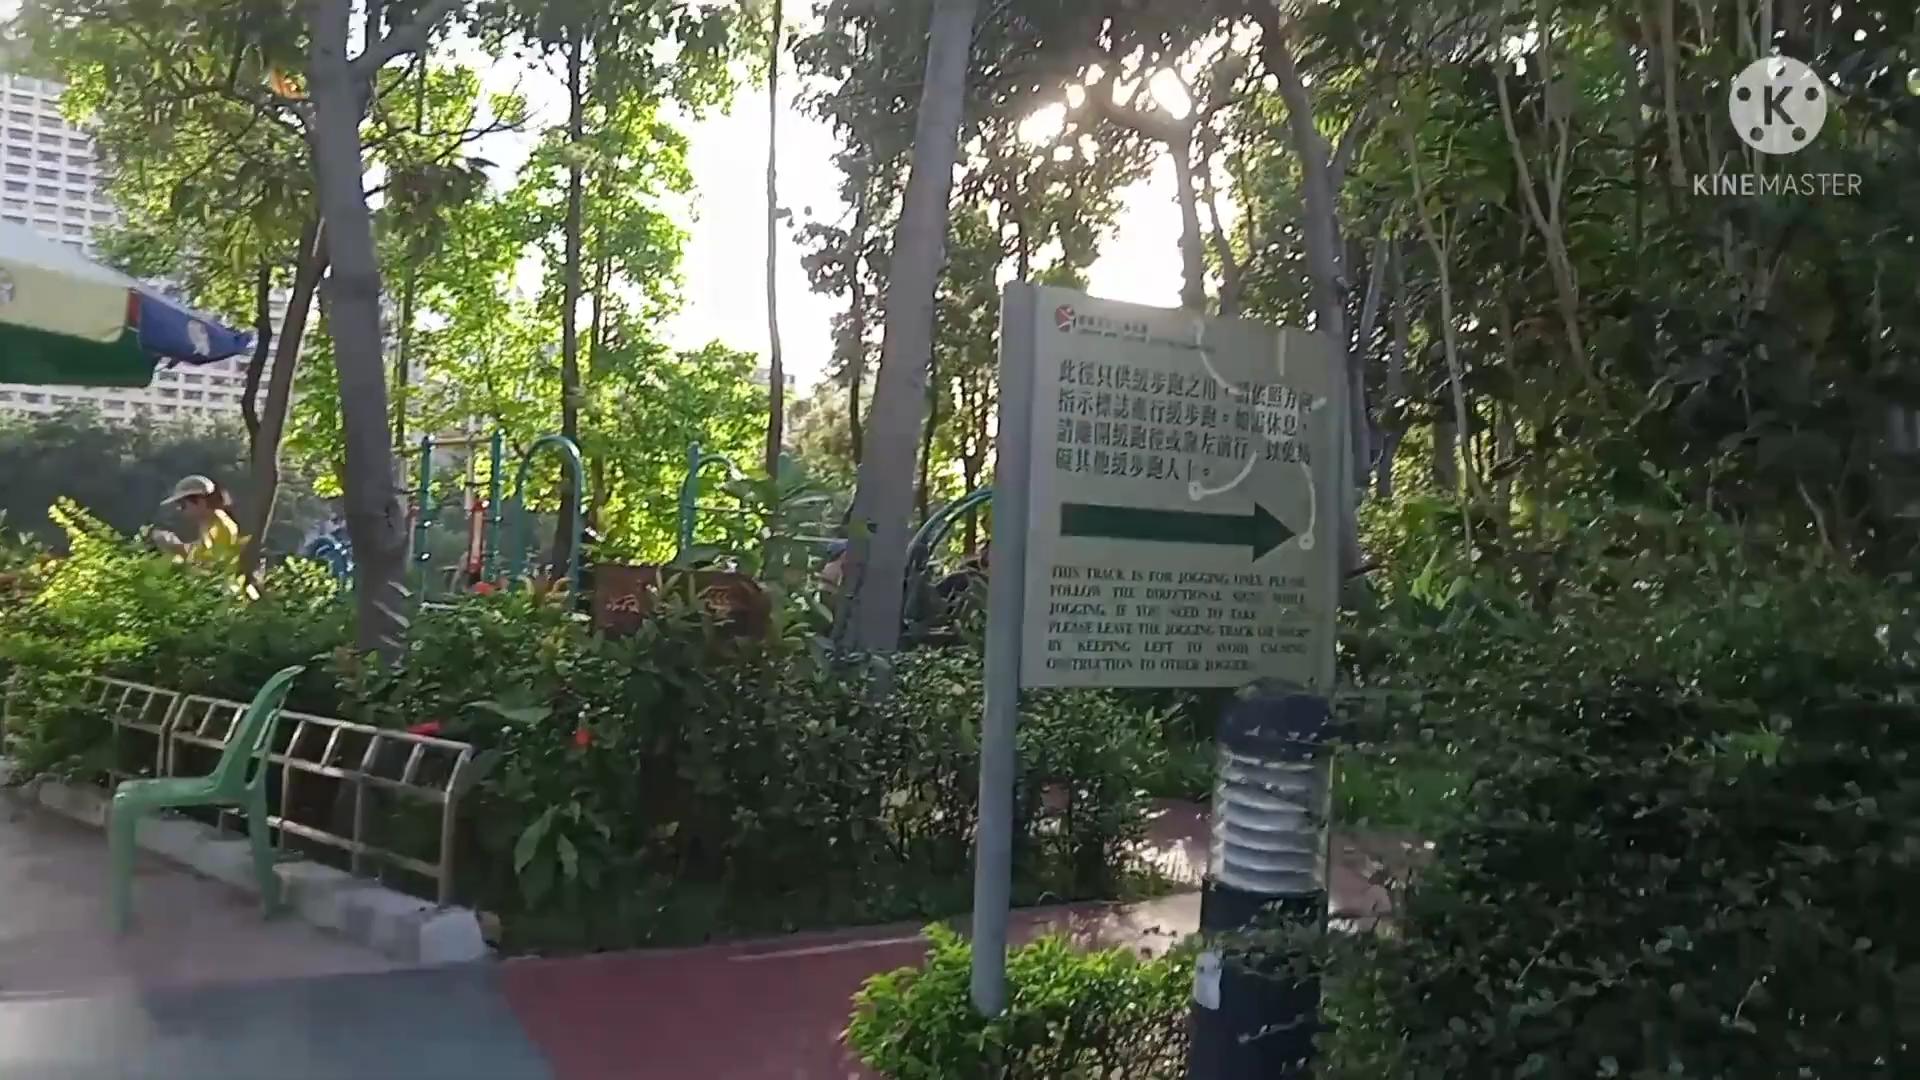 KINEMASTER
此徑只供緩步跑之用，請依照方向
指示標誌進行緩步跑。如需休息，
請離開緩跑徑或靠左前行，以免妨
礙其他緩步跑人士。
THIS TRACK IS FOR JOGGING ONLY. PLEASE
FOLLOW THE DIRECTIONAL SIGNS WHILE
JOGGING. IF YOU NEED TO TAKE
PLEASE LEAVE THE JOGGING TRACK OR
BY KEEPING LEFT TO AVOID CAUSING
OBSTRUCTION TO OTHER JOGGERS.